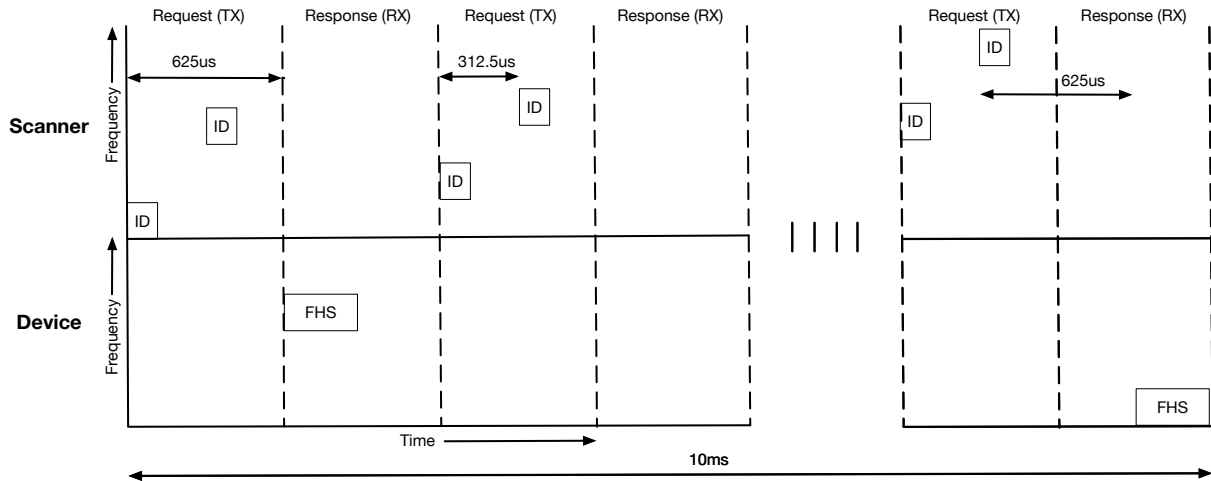 Request (TX) Response (RX) Request (TX) Response (RX) Request (TX) Response (RX)
ID
625us 312.5us
625us
ID ID
Scanner Frequency ID
ID
ID
FHS
Device Frequency
FHS
Time
10ms